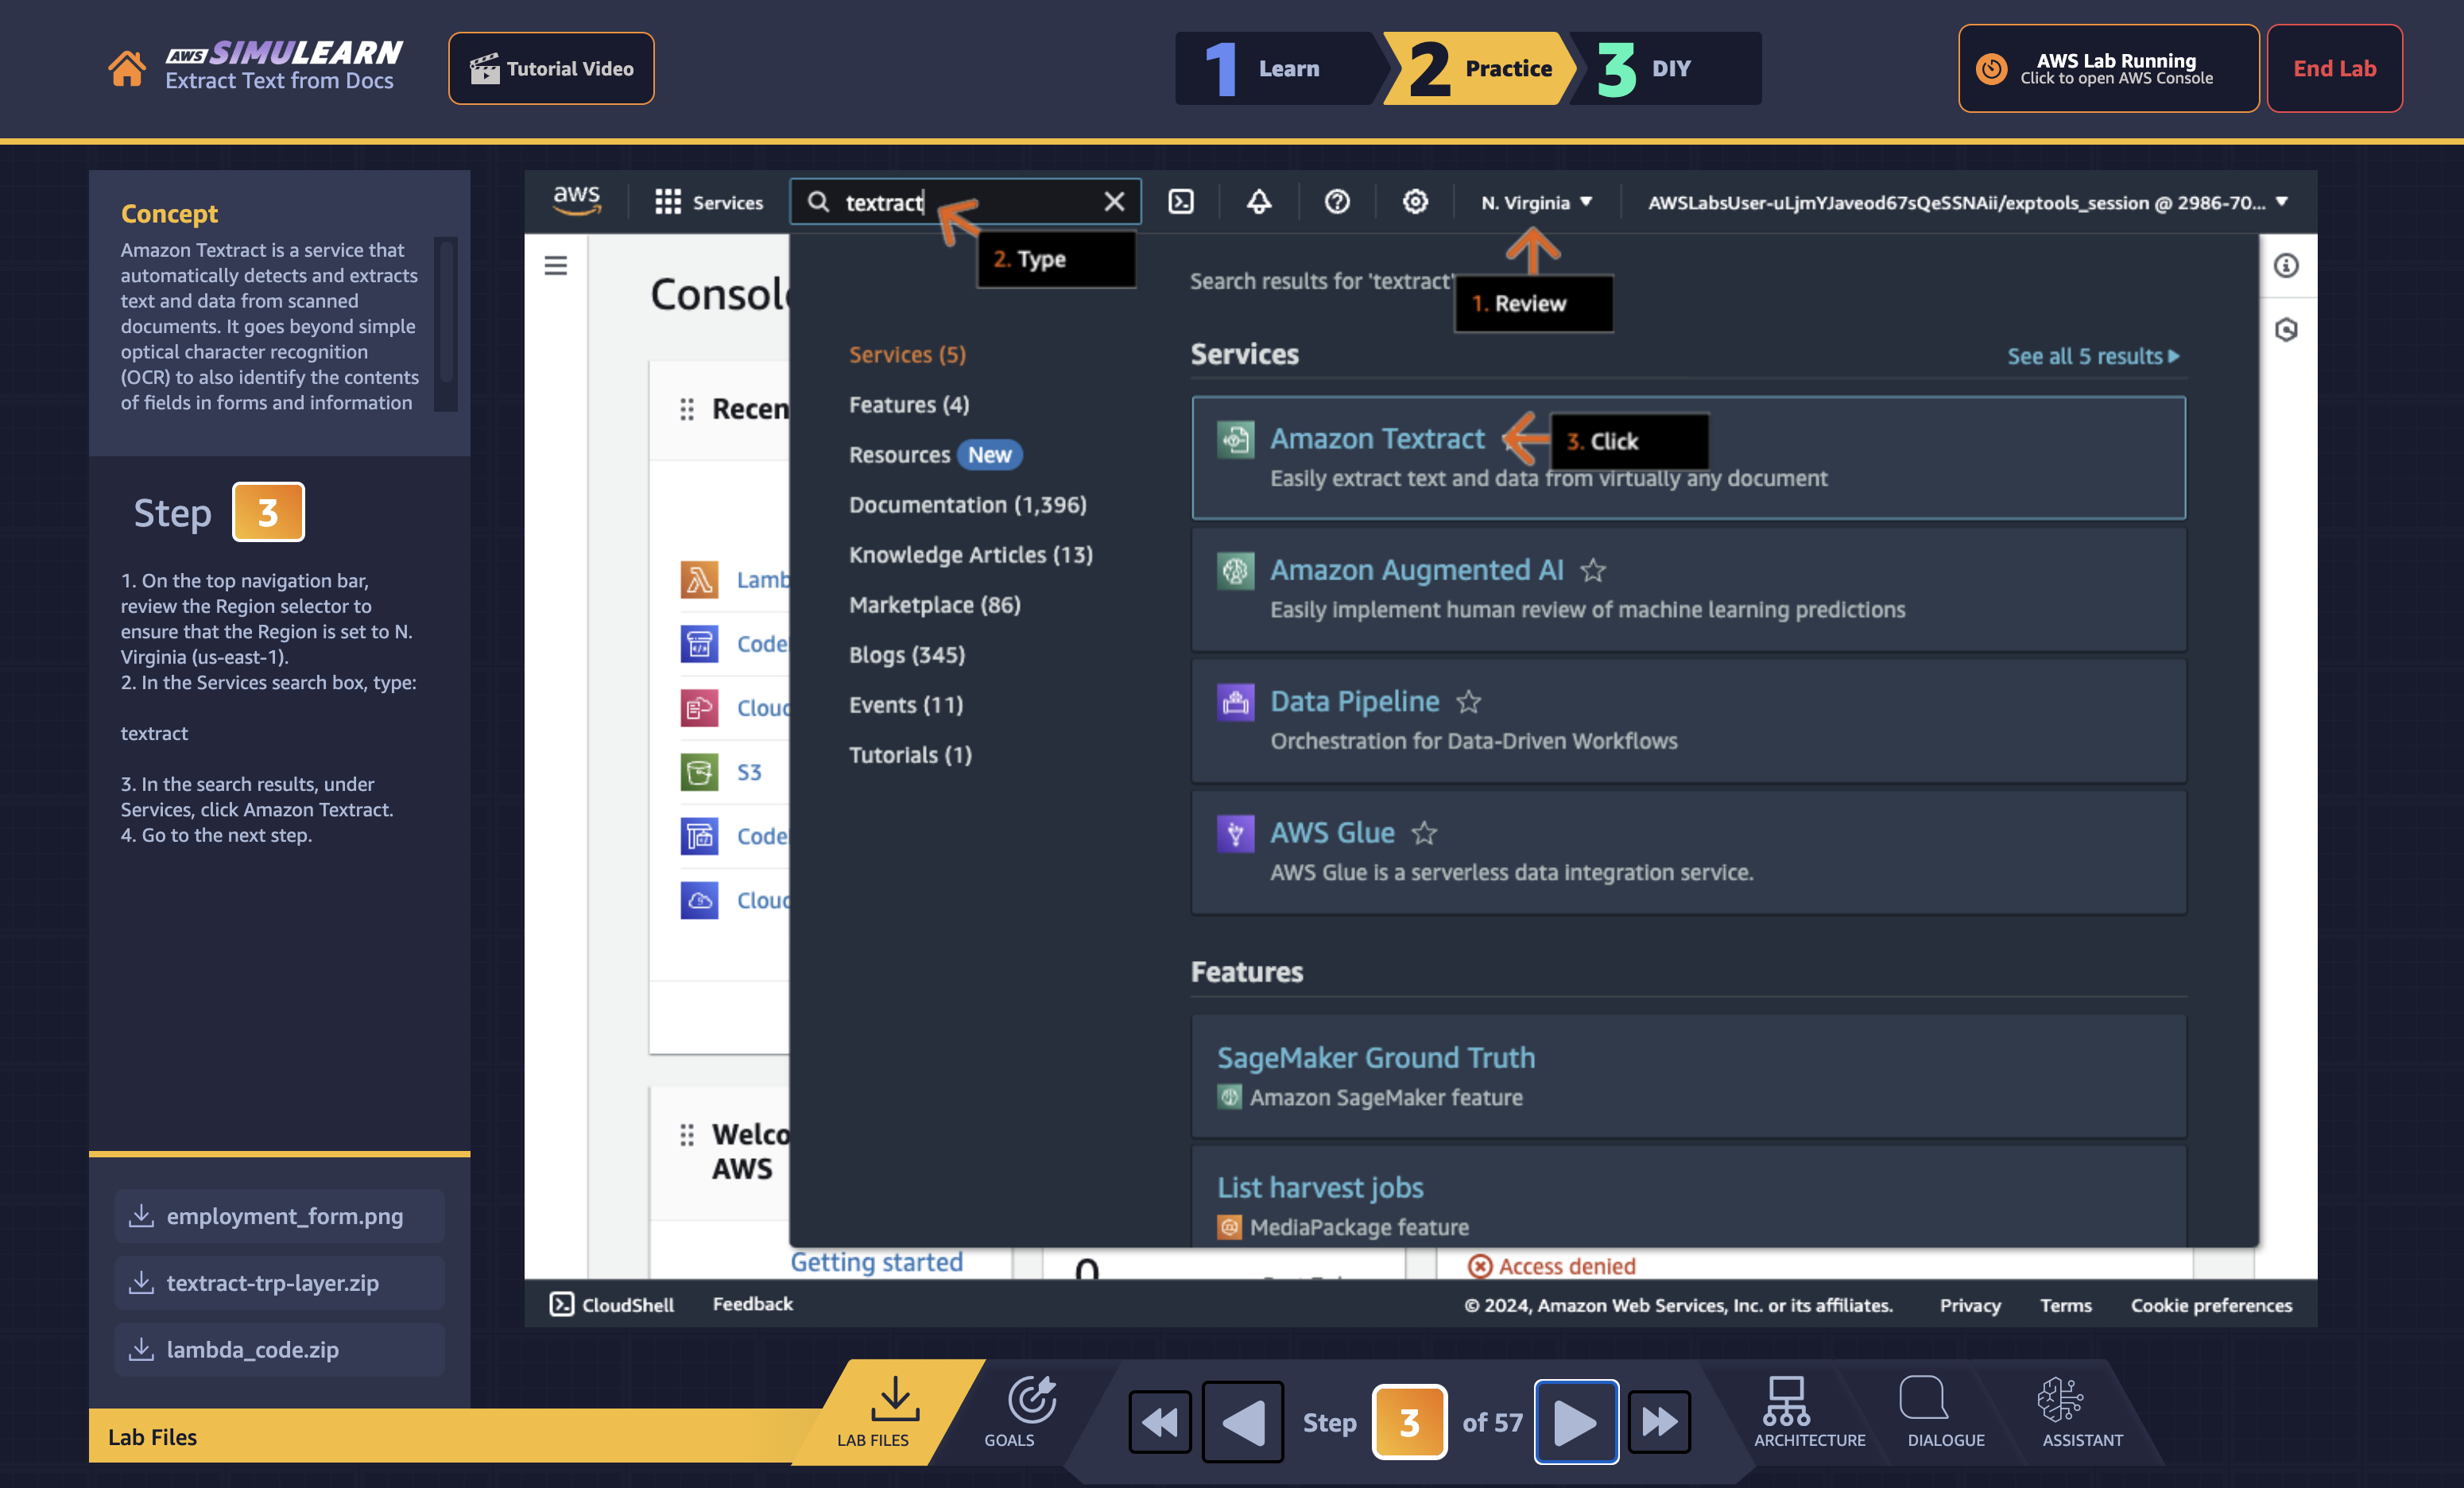 AWS SIMULEARN
Extract Text from Docs
Tutorial Video
1 Learn
2 Practice
3 DIY
AWS Lab Running
Click to open AWS Console
End Lab
Concept
Amazon Textract is a service that
automatically detects and extracts
text and data from scanned
documents. It goes beyond simple
optical character recognition
(OCR) to also identify the contents
of fields in forms and information
Step 3
1. On the top navigation bar,
review the Region selector to
ensure that the Region is set to N.
Virginia (us-east-1).
2. In the Services search box, type:
textract
3. In the search results, under
Services, click Amazon Textract.
4. Go to the next step.
employment_form.png
textract-trp-layer.zip
lambda_code.zip
Lab Files
aws
Services
textract
N. Virginia
AWSLabsUser-uLjmYJaveod67sQeSSNAii/exptools_session @ 2986-70...
2. Type
1. Review
3. Click
Consol
Recen
Lamb
Code
Cloud
S3
Code
Cloud
Welco
AWS
Getting started
0
Access denied
Services (5)
Features (4)
Resources New
Documentation (1,396)
Knowledge Articles (13)
Marketplace (86)
Blogs (345)
Events (11)
Tutorials (1)
Search results for 'textract'
Services
See all 5 results
Amazon Textract
Easily extract text and data from virtually any document
Amazon Augmented AI
Easily implement human review of machine learning predictions
Data Pipeline
Orchestration for Data-Driven Workflows
AWS Glue
AWS Glue is a serverless data integration service.
Features
SageMaker Ground Truth
Amazon SageMaker feature
List harvest jobs
MediaPackage feature
CloudShell
Feedback
© 2024, Amazon Web Services, Inc. or its affiliates.
Privacy
Terms
Cookie preferences
LAB FILES
GOALS
Step 3 of 57
ARCHITECTURE
DIALOGUE
ASSISTANT